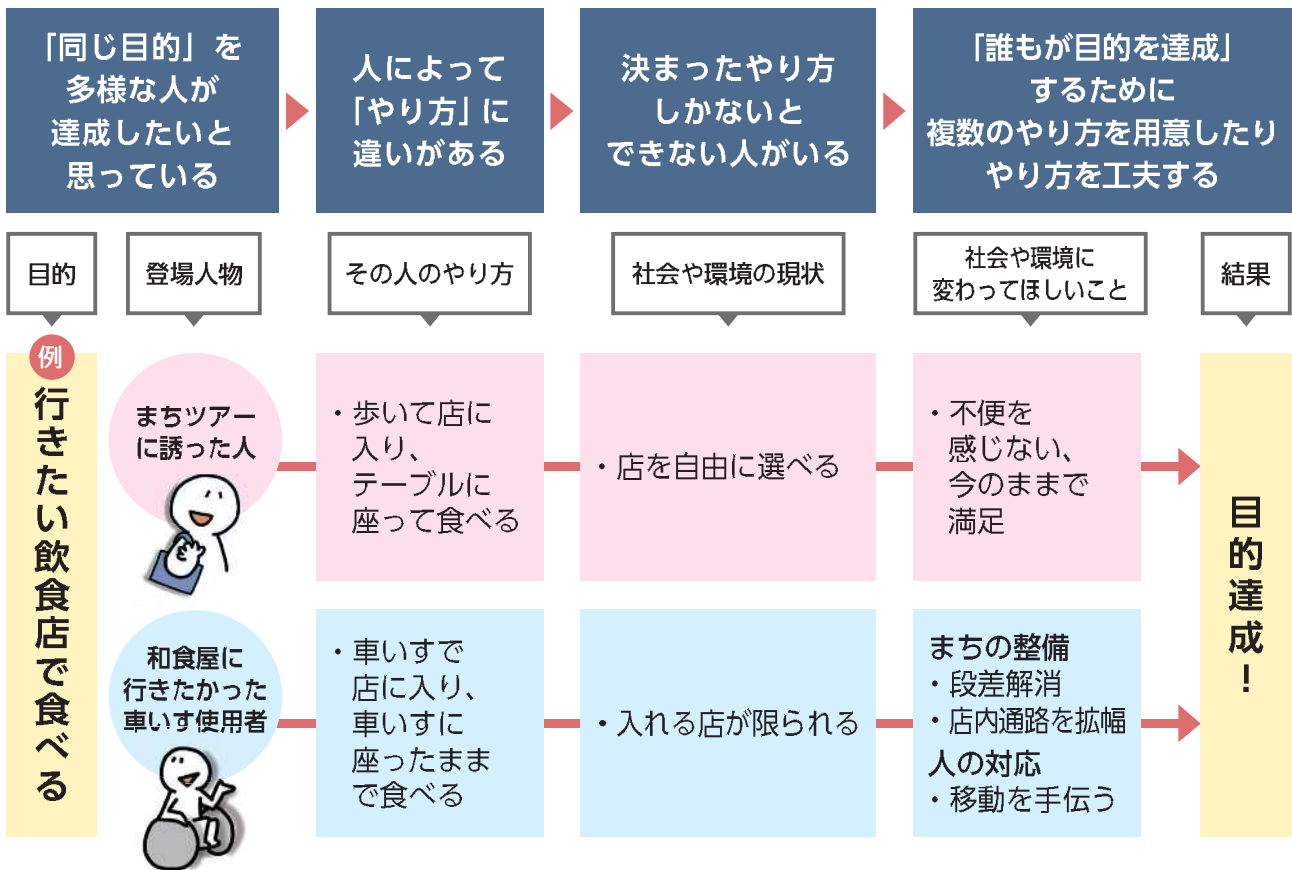 「同じ目的」を
多様な人が
達成したいと
思っている
人によって
「やり方」に
違いがある
決まったやり方
しかないと
できない人がいる
「誰もが目的を達成」
するために
複数のやり方を用意したり
やり方を工夫する
目的
登場人物
その人のやり方
社会や環境の現状
社会や環境に
変わってほしいこと
結果
例
行きたい飲食店で食べる
まちツアー
に誘った人
・歩いて店に
入り、
テーブルに
座って食べる
・店を自由に選べる
・不便を
感じない、
今のままで
満足
和食屋に
行きたかった
車いす使用者
・車いすで
店に入り、
車いすに
座ったまま
で食べる
・入れる店が限られる
まちの整備
・段差解消
・店内通路を拡幅
人の対応
・移動を手伝う
目的達成!